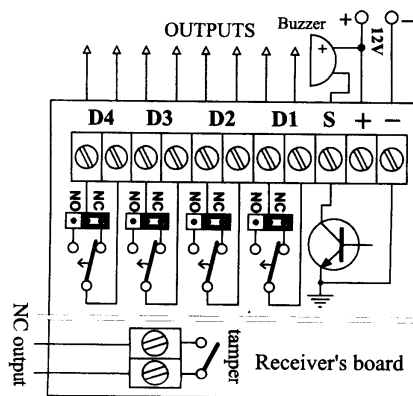 OUTPUTS
Buzzer
+
+
12V
−
D4 D3 D2 D1 S + −
NO NC NO NC NO NC NO NC
NC output
tamper
Receiver's board